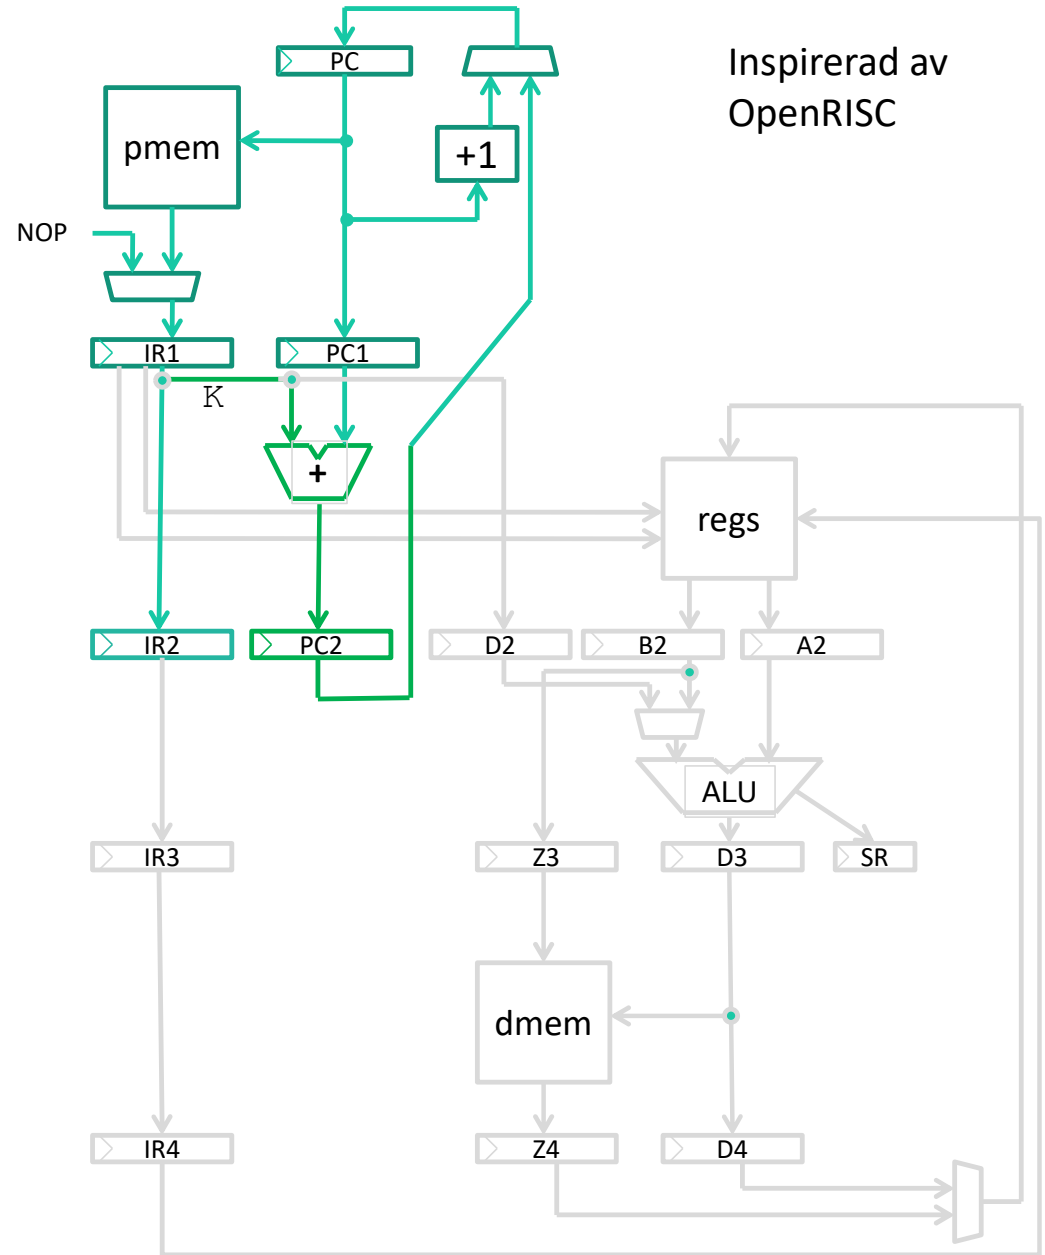 PC
Inspirerad av
OpenRISC
pmem
+1
NOP
IR1
PC1
K
+
regs
IR2
PC2
D2
B2
A2
ALU
IR3
Z3
D3
SR
dmem
IR4
Z4
D4